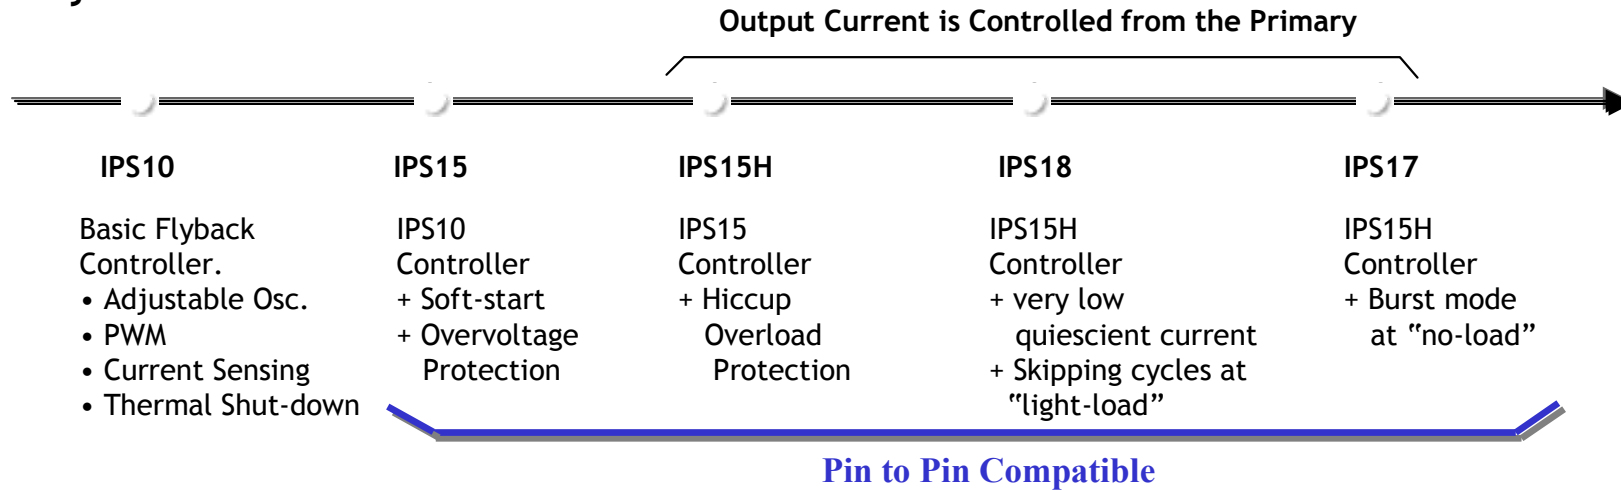 Output Current is Controlled from the Primary
IPS10
Basic Flyback
Controller.
• Adjustable Osc.
• PWM
• Current Sensing
• Thermal Shut-down
IPS15
IPS10
Controller
+ Soft-start
+ Overvoltage
Protection
IPS15H
IPS15
Controller
+ Hiccup
Overload
Protection
IPS18
IPS15H
Controller
+ very low
quiescient current
+ Skipping cycles at
“light-load”
IPS17
IPS15H
Controller
+ Burst mode
at “no-load”
Pin to Pin Compatible